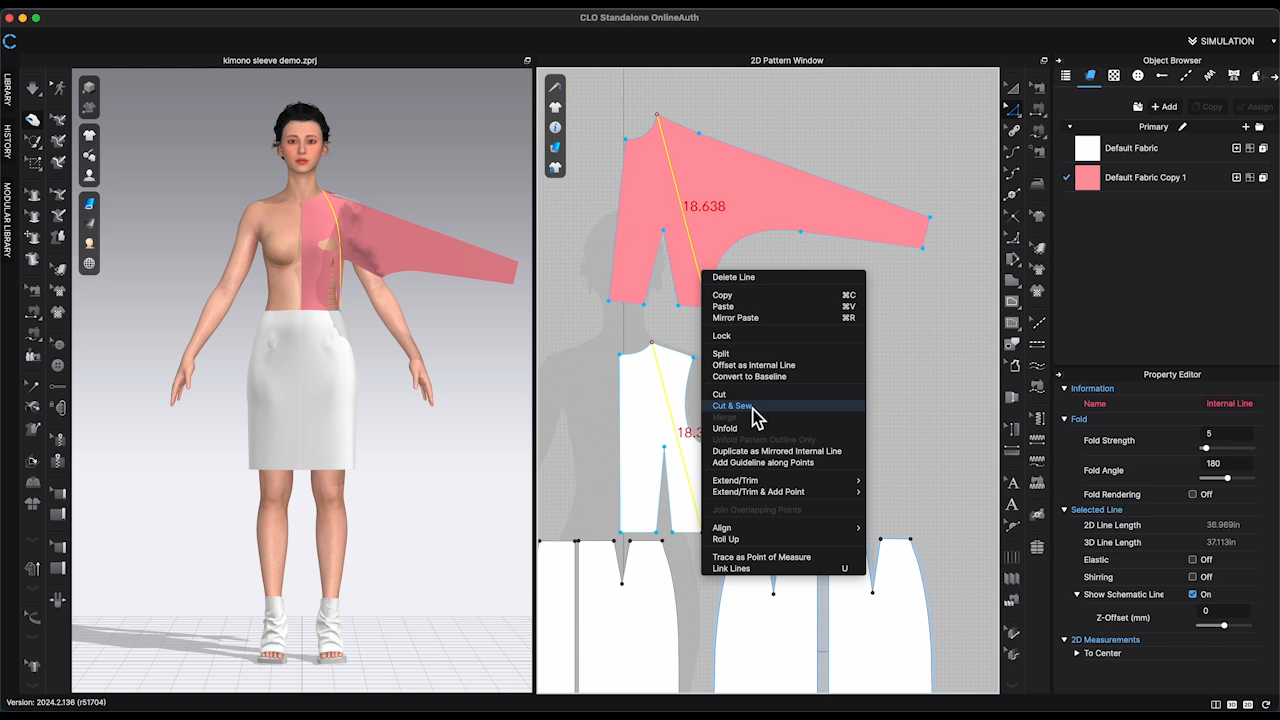 CLO Standalone OnlineAuth
SIMULATION
kimono sleeve demo.zprj
2D Pattern Window
Object Browser
LIBRARY
HISTORY
MODULAR LIBRARY
+ Add
Copy
Assign
Primary
Default Fabric
Default Fabric Copy 1
18.638
18.3
Delete Line
Copy ⌘C
Paste ⌘V
Mirror Paste ⌘R
Lock
Split
Offset as Internal Line
Convert to Baseline
Cut
Cut & Sew
Merge
Unfold
Unfold Pattern Outline Only
Duplicate as Mirrored Internal Line
Add Guideline along Points
Extend/Trim
Extend/Trim & Add Point
Join Overlapping Points
Align
Roll Up
Trace as Point of Measure
Link Lines U
Property Editor
Information
Name Internal Line
Fold
Fold Strength 5
Fold Angle 180
Fold Rendering Off
Selected Line
2D Line Length 36.969in
3D Line Length 37.113in
Elastic Off
Shirring Off
Show Schematic Line On
Z-Offset (mm) 0
2D Measurements
To Center
Version: 2024.2.136 (r51704)
3D
2D